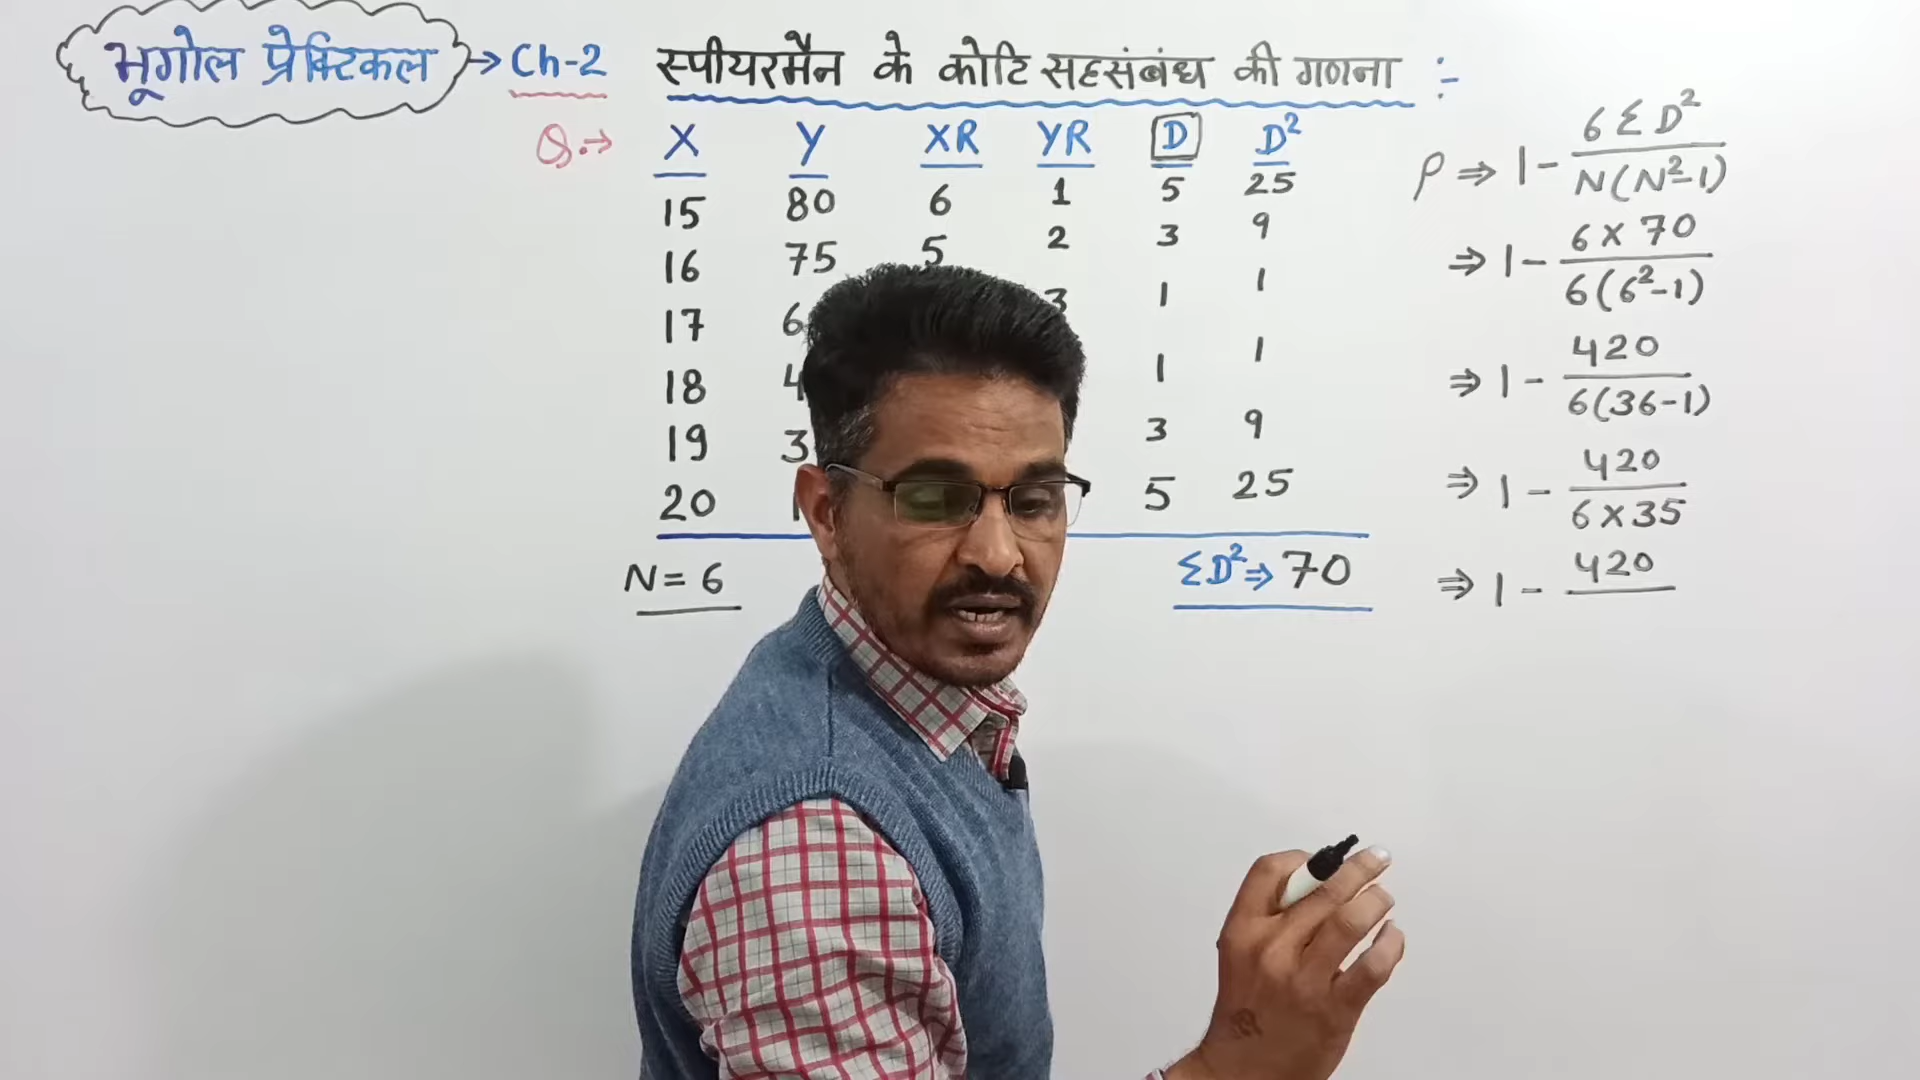 भूगोल प्रेक्टिकल → Ch-2 स्पीयरमैन के कोटि सहसंबंध की गणना :-
Q.→ X Y XR YR D D²
15 80 6 1 5 25
16 75 5 2 3 9
17 3 1 1
18 1 1
19 3 9
20 5 25
N = 6 ΣD² ⇒ 70
ρ ⇒ 1 - 6ΣD² / N(N²-1)
⇒ 1 - 6 x 70 / 6(6²-1)
⇒ 1 - 420 / 6(36-1)
⇒ 1 - 420 / 6 x 35
⇒ 1 - 420